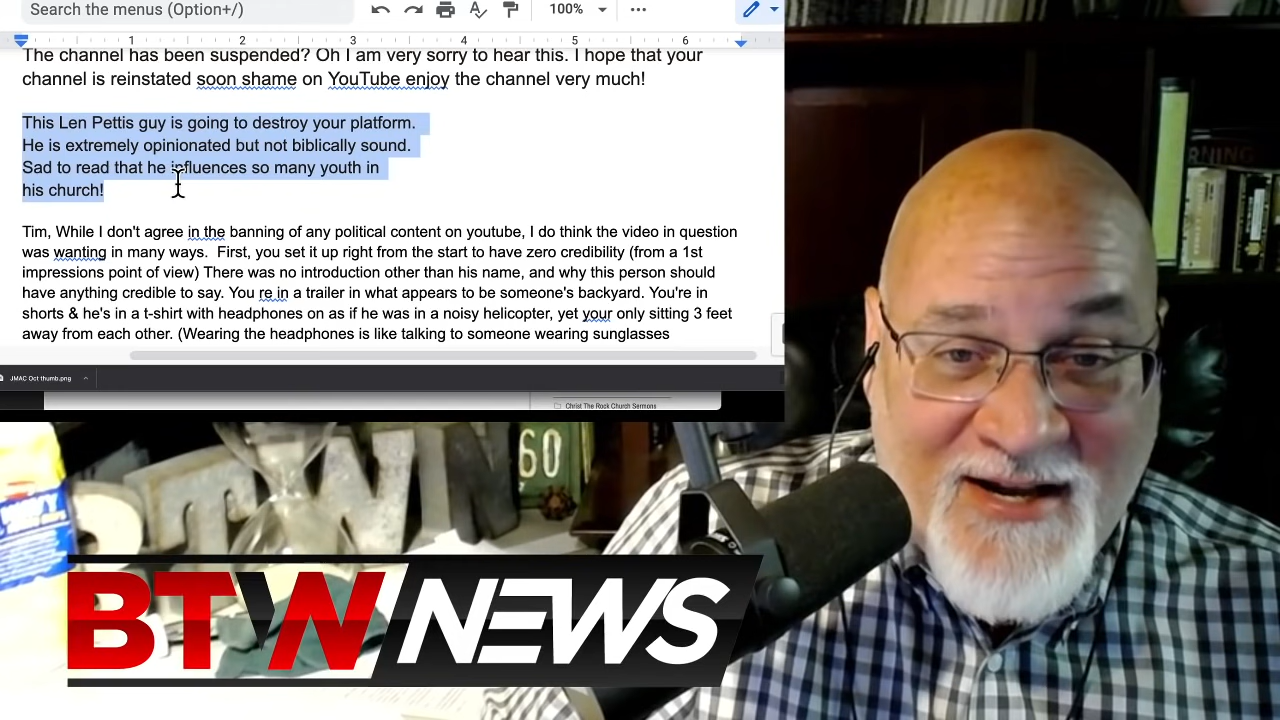 Search the menus (Option+/)
100%
1 2 3 4 5 6
The channel has been suspended? Oh I am very sorry to hear this. I hope that your
channel is reinstated soon shame on YouTube enjoy the channel very much!
This Len Pettis guy is going to destroy your platform.
He is extremely opinionated but not biblically sound.
Sad to read that he influences so many youth in
his church!
Tim, While I don't agree in the banning of any political content on youtube, I do think the video in question
was wanting in many ways. First, you set it up right from the start to have zero credibility (from a 1st
impressions point of view) There was no introduction other than his name, and why this person should
have anything credible to say. You re in a trailer in what appears to be someone's backyard. You're in
shorts & he's in a t-shirt with headphones on as if he was in a noisy helicopter, yet your only sitting 3 feet
away from each other. (Wearing the headphones is like talking to someone wearing sunglasses
JMAC Oct thumb.png
Christ The Rock Church Sermons
RNING
60
TWIN
BTWN NEWS